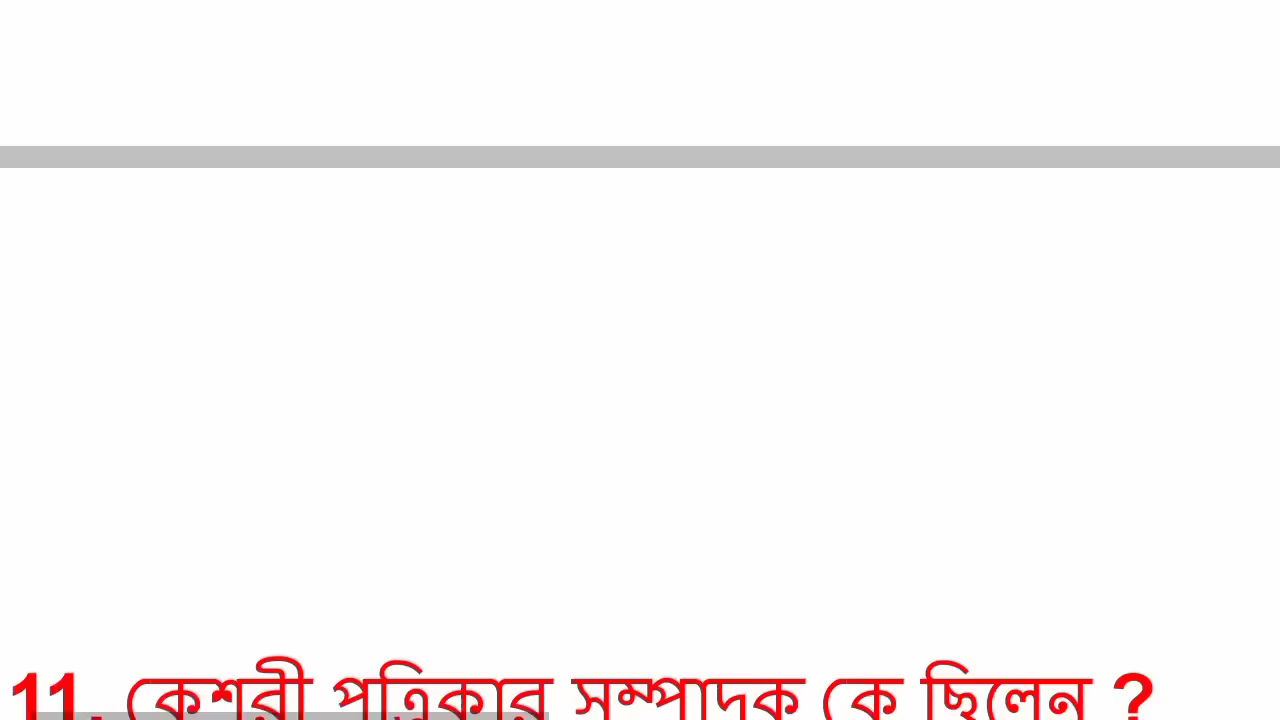 11. কেশরী পত্রিকার সম্পাদক কে ছিলেন ?